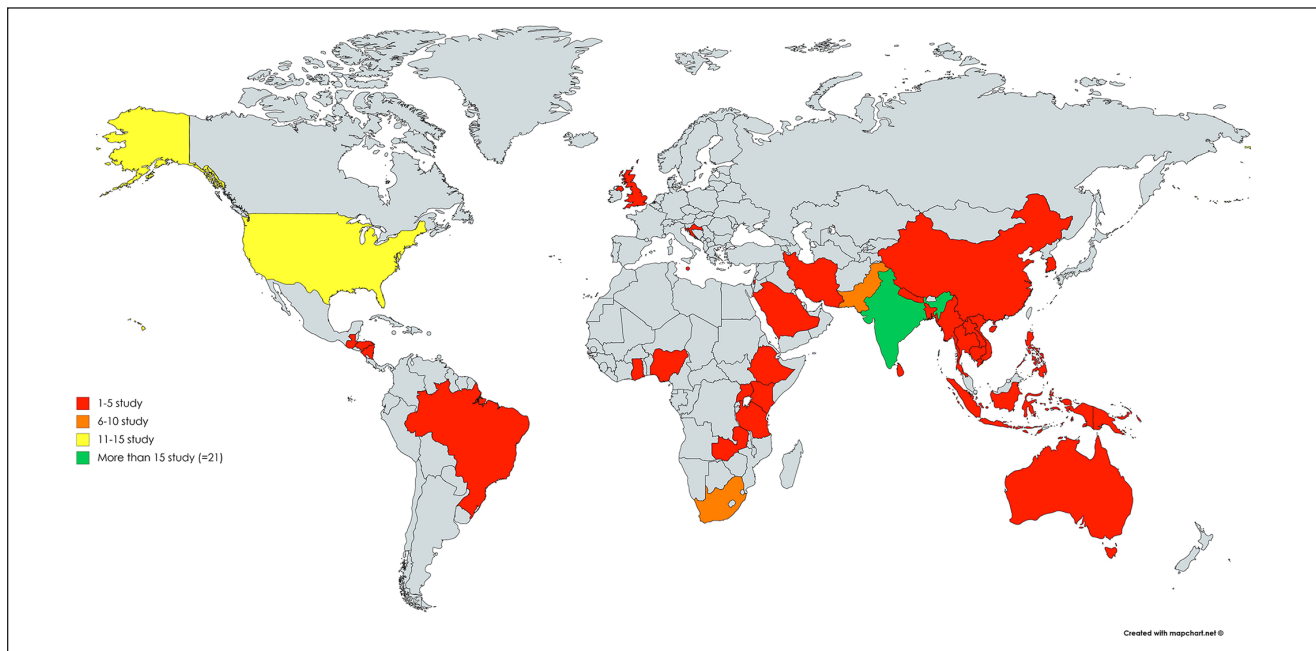 1-5 study
6-10 study
11-15 study
More than 15 study (=21)
Created with mapchart.net ©